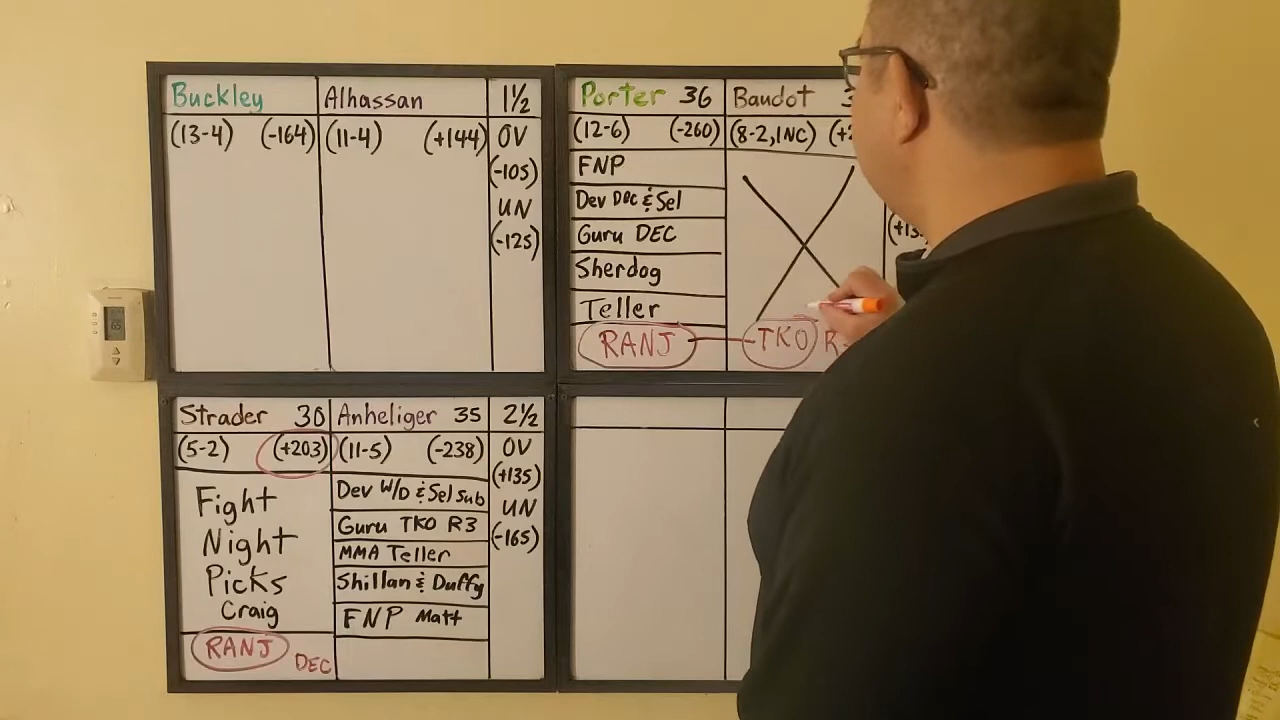 Buckley Alhassan 1½
(13-4) (-164) (11-4) (+144) OV
(-105)
UN
(-125)
Porter 36 Baudot
(12-6) (-260) (8-2,1NC)
FNP
Dev Dec & Sel
Guru DEC
Sherdog
Teller
RANJ TKO
Strader 30 Anheliger 35 2½
(5-2) (+203) (11-5) (-238) OV
(+135)
UN
(-165)
Fight
Night
Picks
Craig
RANJ DEC
Dev W/D & Sel Sub
Guru TKO R3
MMA Teller
Shillan & Duffy
FNP Matt
65